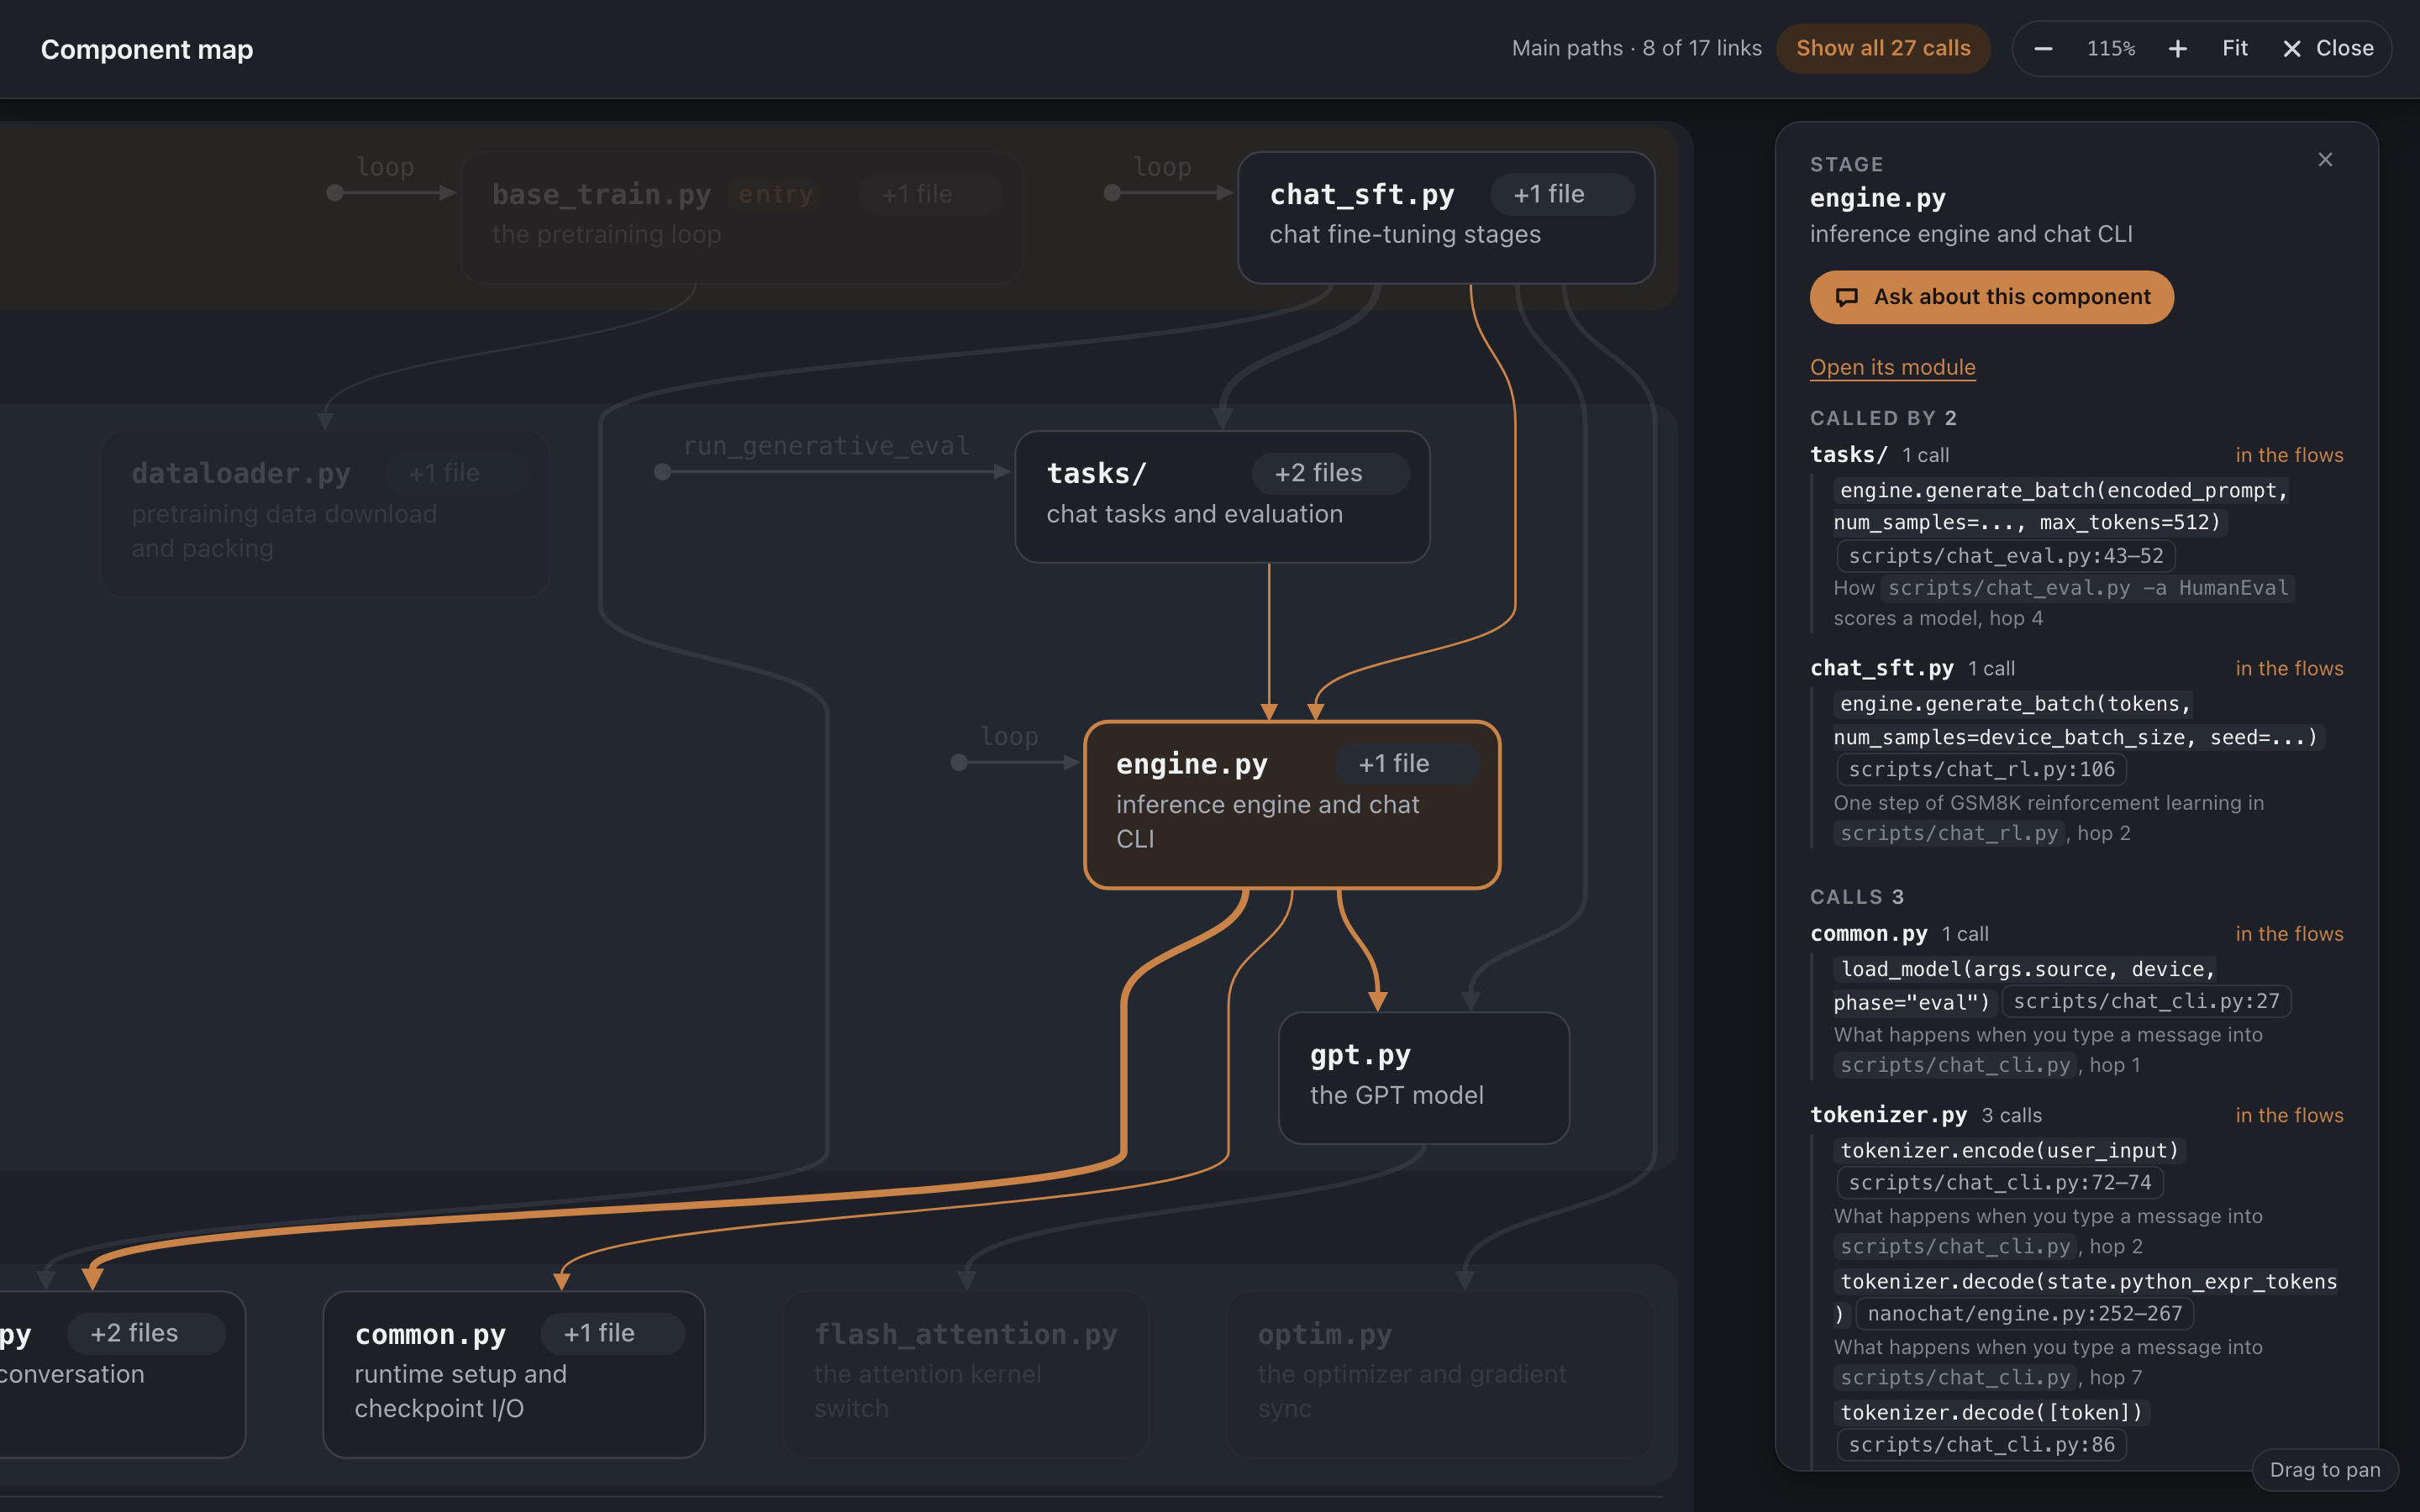 Component map
Main paths · 8 of 17 links
Show all 27 calls
115%
Fit
Close
loop
base_train.py entry +1 file
the pretraining loop
loop
chat_sft.py +1 file
chat fine-tuning stages
dataloader.py +1 file
pretraining data download
and packing
run_generative_eval
tasks/ +2 files
chat tasks and evaluation
loop
engine.py +1 file
inference engine and chat
CLI
gpt.py
the GPT model
py +2 files
conversation
common.py +1 file
runtime setup and
checkpoint I/O
flash_attention.py
the attention kernel
switch
optim.py
the optimizer and gradient
sync
STAGE
engine.py
inference engine and chat CLI
Ask about this component
Open its module
CALLED BY 2
tasks/ 1 call in the flows
engine.generate_batch(encoded_prompt,
num_samples=..., max_tokens=512)
scripts/chat_eval.py:43–52
How scripts/chat_eval.py -a HumanEval
scores a model, hop 4
chat_sft.py 1 call in the flows
engine.generate_batch(tokens,
num_samples=device_batch_size, seed=...)
scripts/chat_rl.py:106
One step of GSM8K reinforcement learning in
scripts/chat_rl.py, hop 2
CALLS 3
common.py 1 call in the flows
load_model(args.source, device,
phase="eval") scripts/chat_cli.py:27
What happens when you type a message into
scripts/chat_cli.py, hop 1
tokenizer.py 3 calls in the flows
tokenizer.encode(user_input)
scripts/chat_cli.py:72–74
What happens when you type a message into
scripts/chat_cli.py, hop 2
tokenizer.decode(state.python_expr_tokens
) nanochat/engine.py:252–267
What happens when you type a message into
scripts/chat_cli.py, hop 7
tokenizer.decode([token])
scripts/chat_cli.py:86
Drag to pan